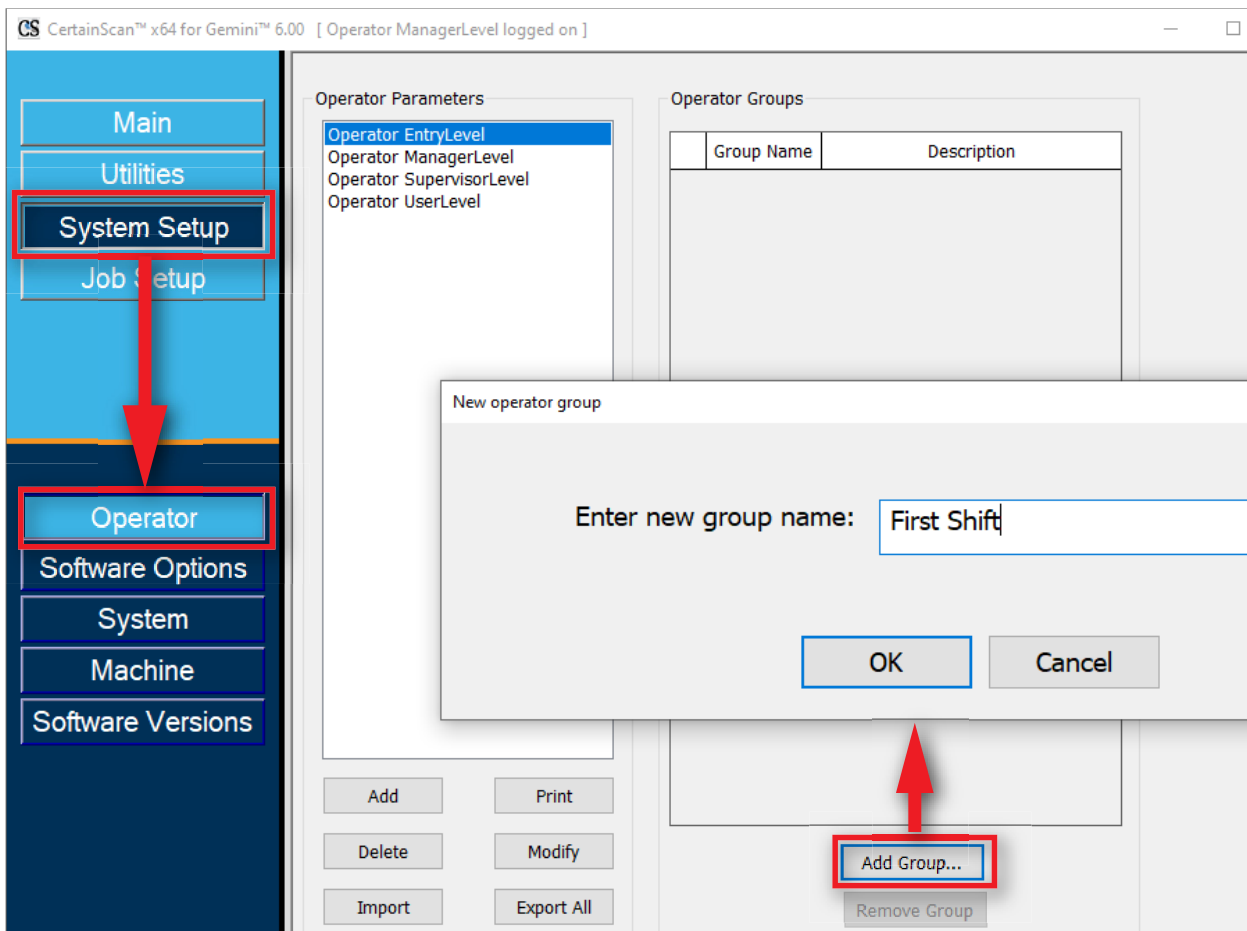 CS CertainScan™ x64 for Gemini™ 6.00 [ Operator ManagerLevel logged on ]
Main
Utilities
System Setup
Job Setup
Operator
Software Options
System
Machine
Software Versions
Operator Parameters
Operator EntryLevel
Operator ManagerLevel
Operator SupervisorLevel
Operator UserLevel
Add
Print
Delete
Modify
Import
Export All
Operator Groups
Group Name Description
New operator group
Enter new group name: First Shift
OK Cancel
Add Group...
Remove Group